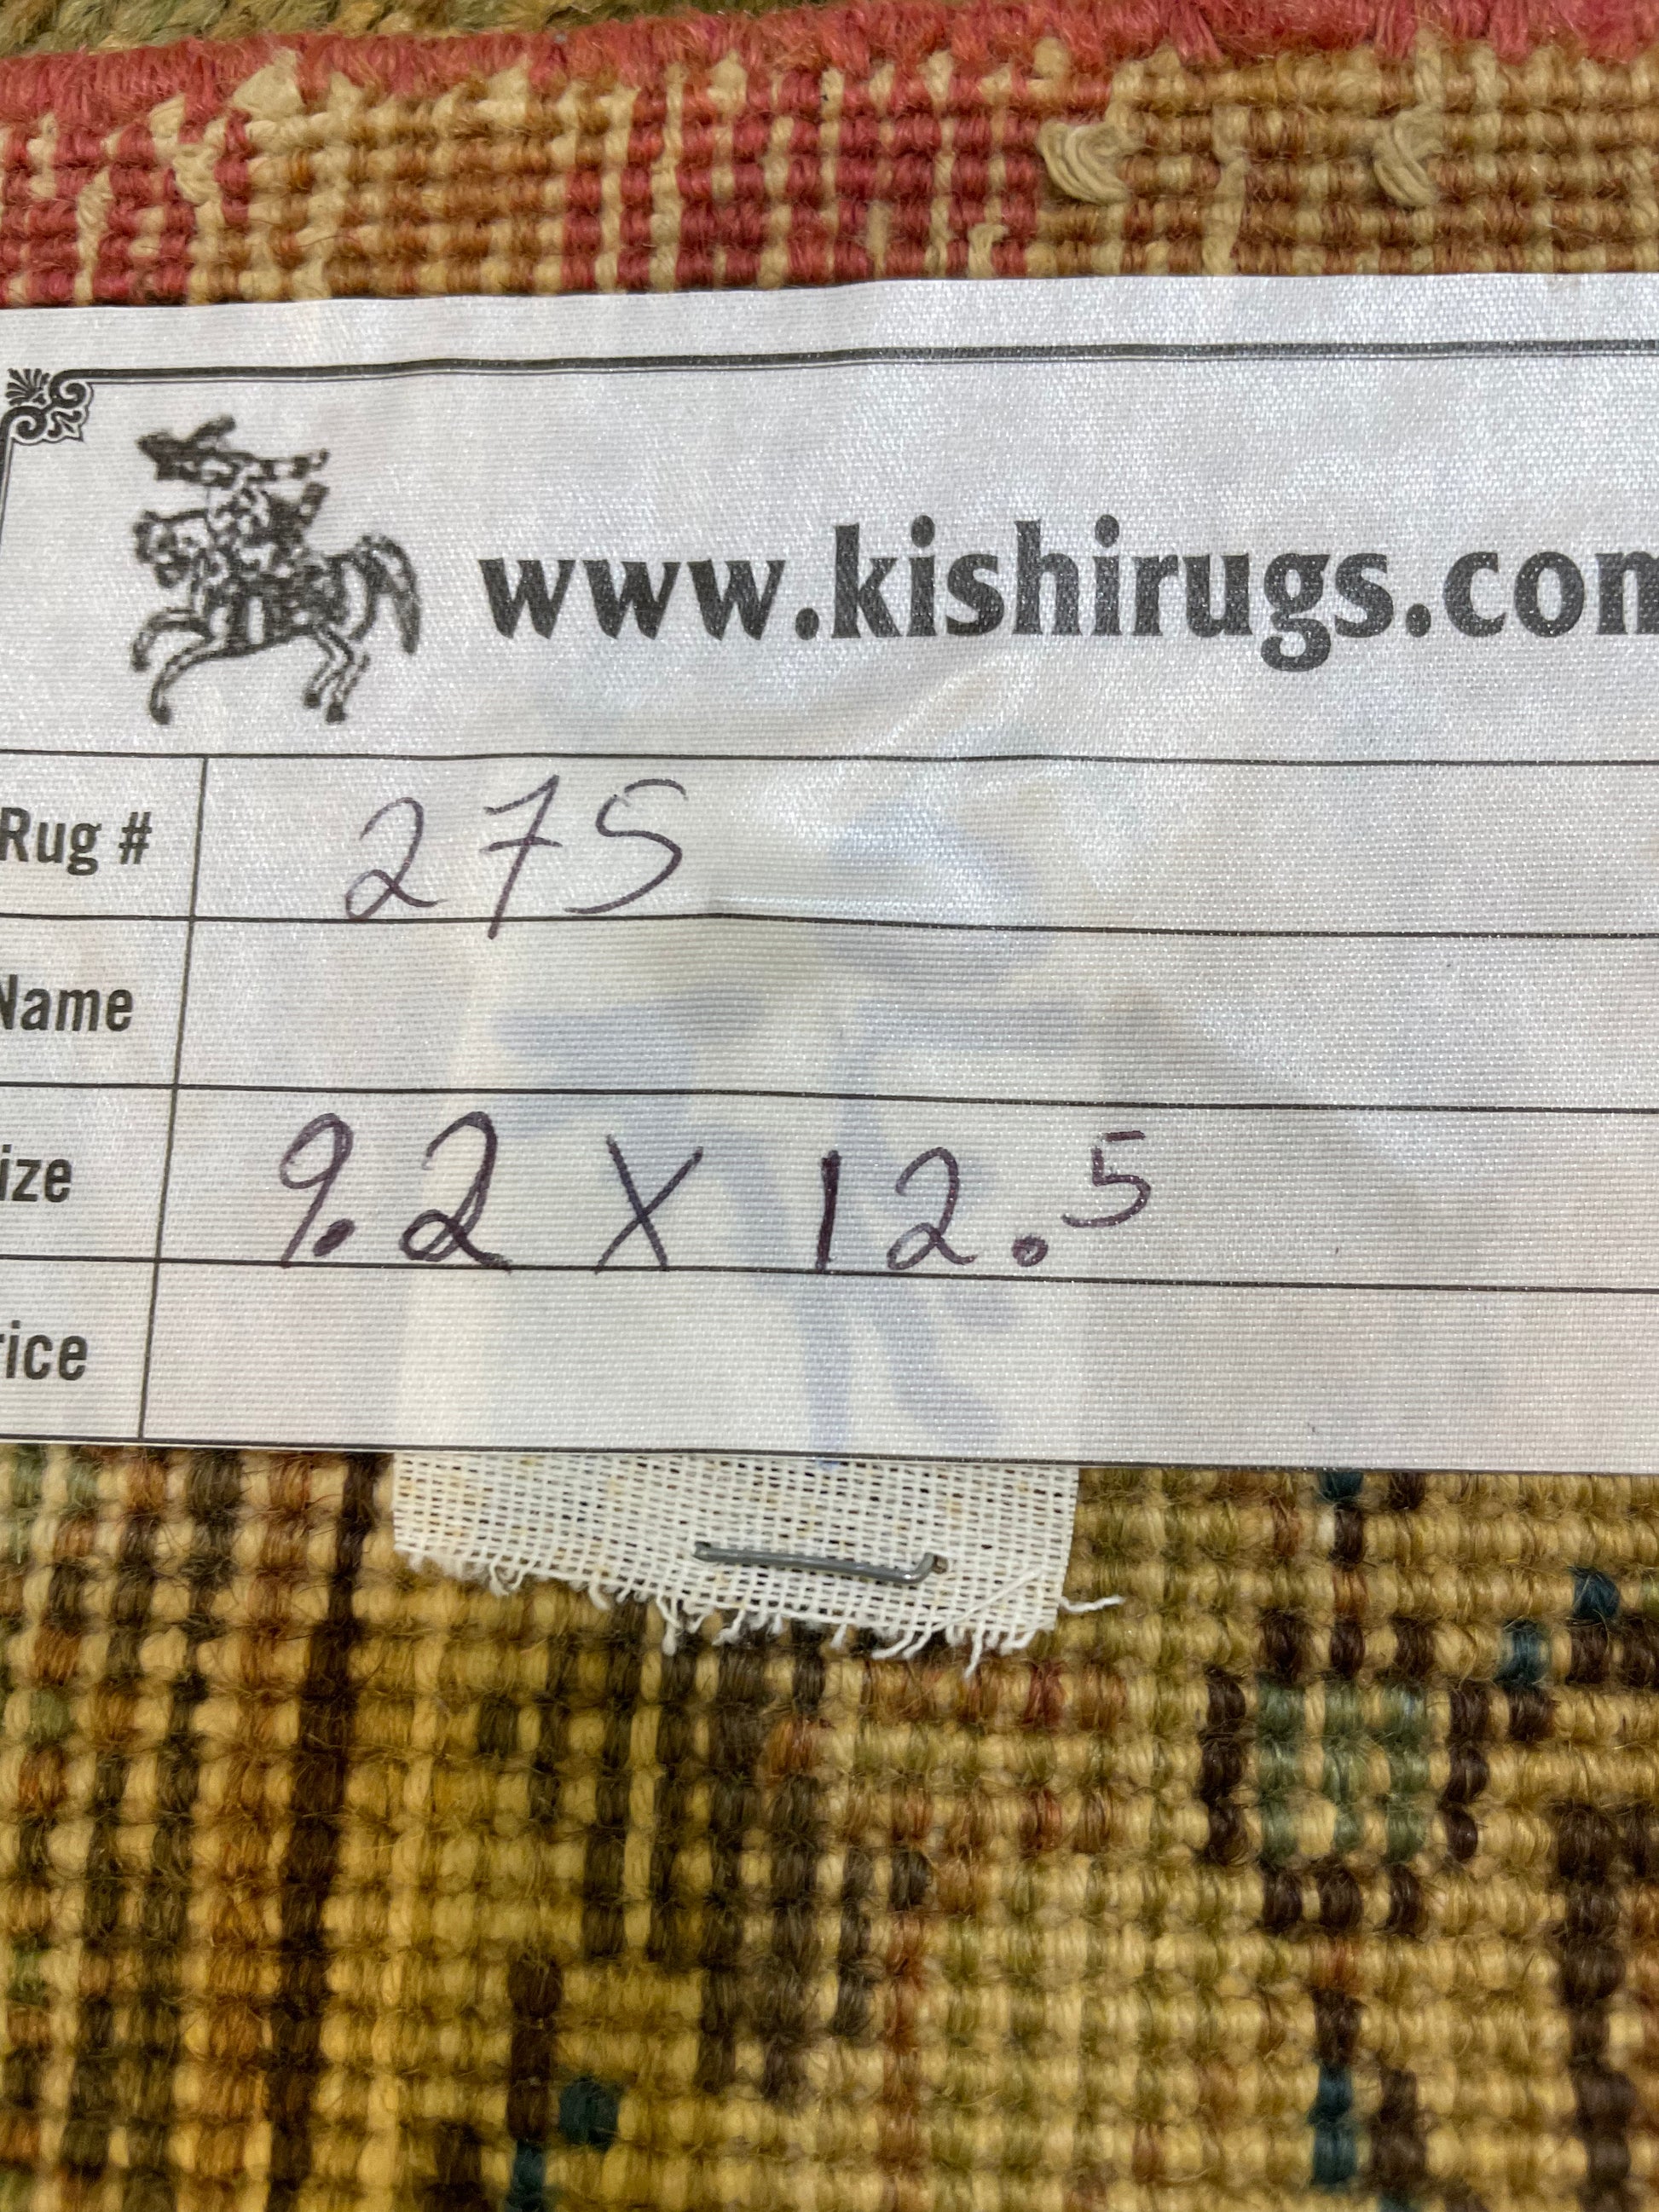 www.kishirugs.com
Rug # 275
Name
ize 9.2 X 12.5
rice